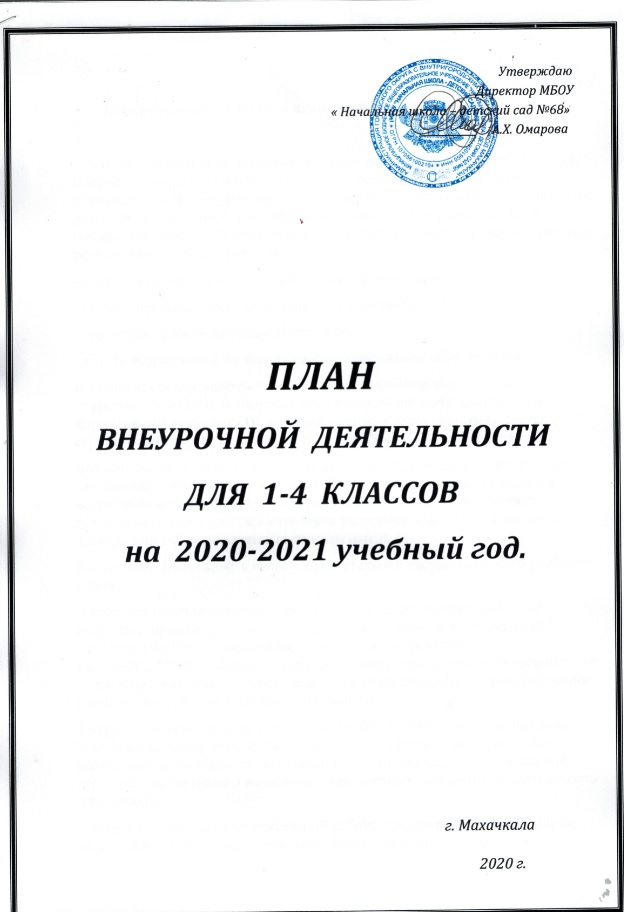 Утверждаю
Директор МБОУ
« Начальная школа – детский сад №68»
А.Х. Омарова
ПЛАН
ВНЕУРОЧНОЙ ДЕЯТЕЛЬНОСТИ
ДЛЯ 1-4 КЛАССОВ
на 2020-2021 учебный год.
г. Махачкала
2020 г.